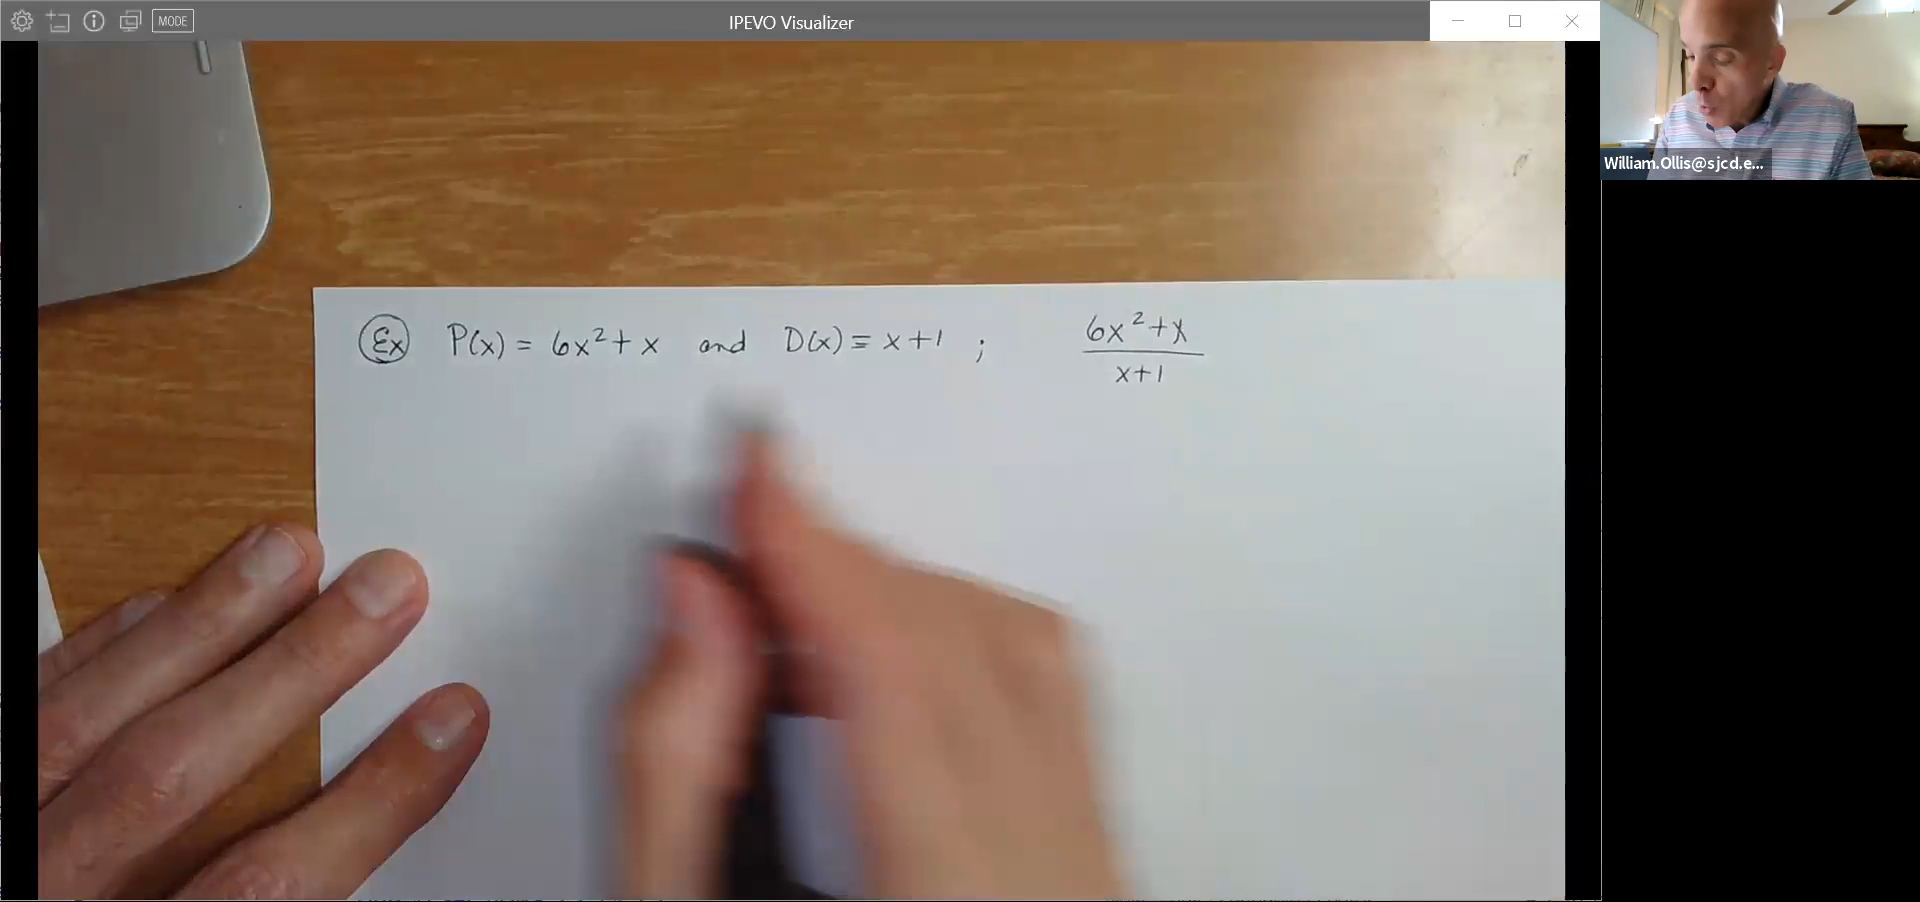 MODE
IPEVO Visualizer
Ex P(x) = 6x² + x and D(x) = x + 1 ; 6x² + x
x + 1
William.Ollis@sjcd.e...